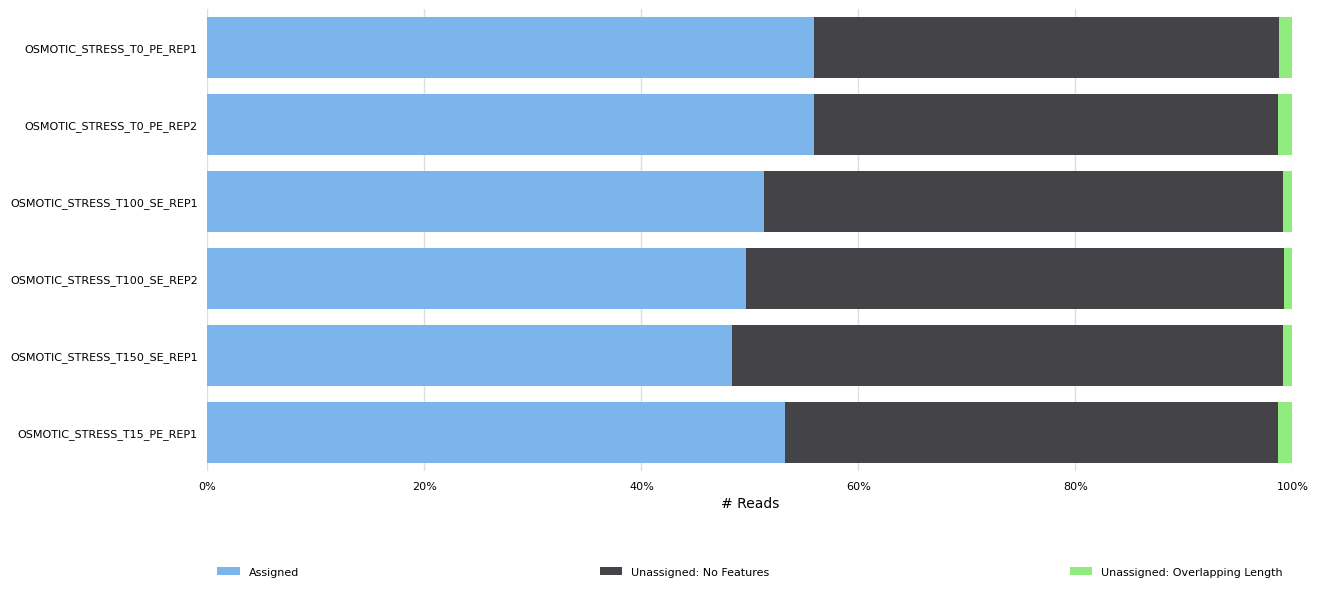 OSMOTIC_STRESS_T0_PE_REP1
OSMOTIC_STRESS_T0_PE_REP2
OSMOTIC_STRESS_T100_SE_REP1
OSMOTIC_STRESS_T100_SE_REP2
OSMOTIC_STRESS_T150_SE_REP1
OSMOTIC_STRESS_T15_PE_REP1
0% 20% 40% 60% 80% 100%
# Reads
Assigned Unassigned: No Features Unassigned: Overlapping Length